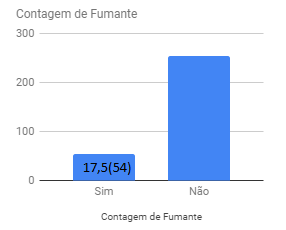 Contagem de Fumante
300
200
100
17,5(54)
0
Sim Não
Contagem de Fumante